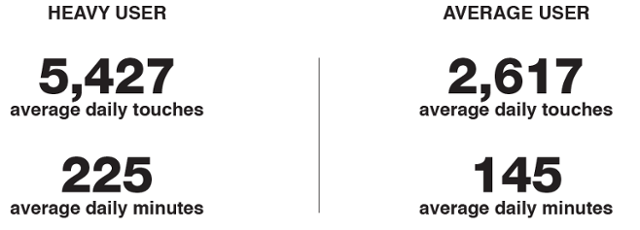 HEAVY USER
5,427
average daily touches
225
average daily minutes
AVERAGE USER
2,617
average daily touches
145
average daily minutes